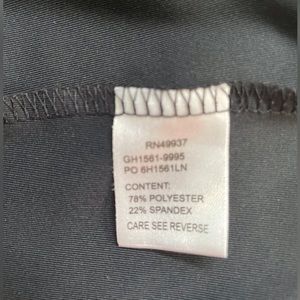 RN49937
GH1561-9995
PO 6H1561LN
CONTENT:
78% POLYESTER
22% SPANDEX
CARE SEE REVERSE